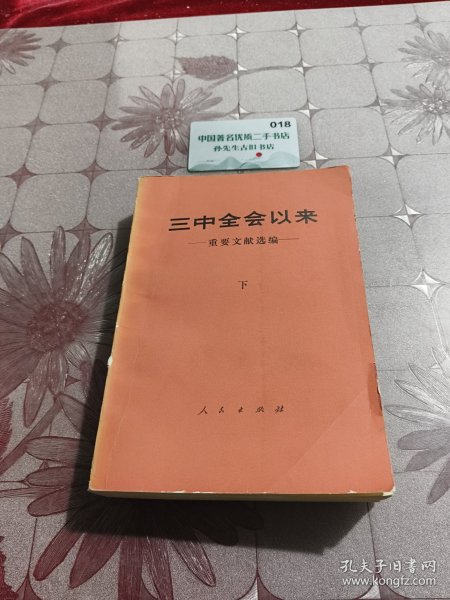 018
中国著名优质二手书店
孙先生古旧书店
三中全会以来
——重要文献选编——
下
人民出版社
孔夫子旧书网
www.kongfz.com